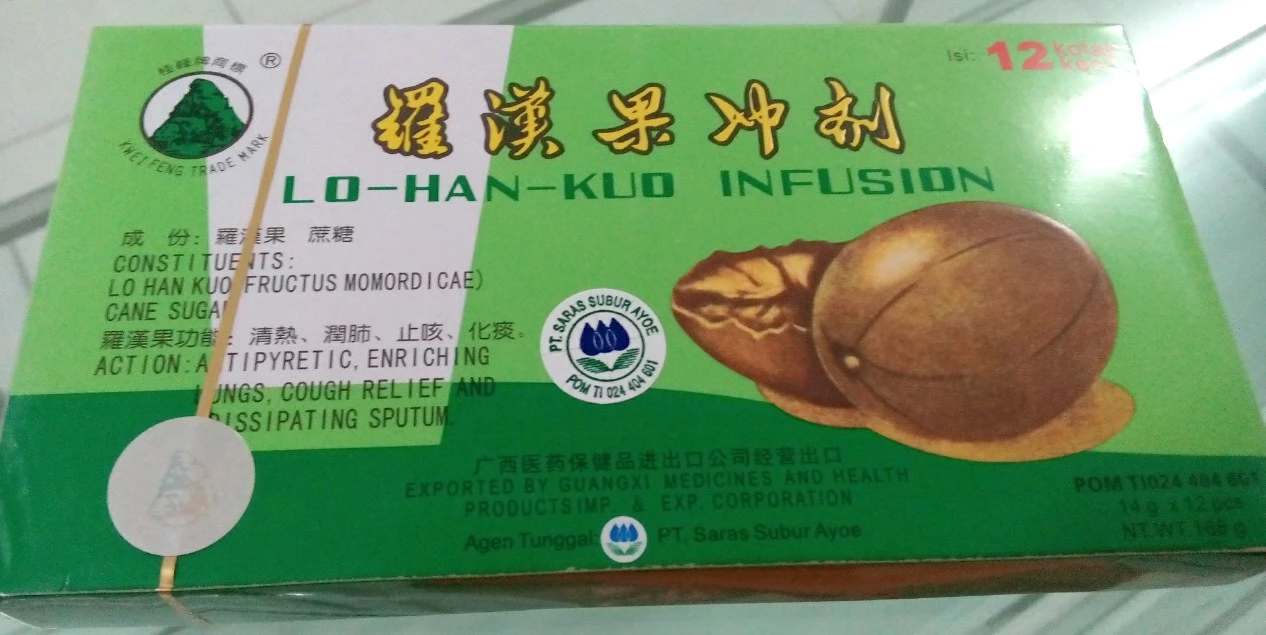 桂峰牌商標
®
KWEI FENG TRADE MARK
Isi: 12 kotak kecil
羅漢果冲剂
LO-HAN-KUO INFUSION
成 份: 羅漢果 蔗糖
CONSTITUENTS:
LO HAN KUO (FRUCTUS MOMORDICAE)
CANE SUGAR
羅漢果功能: 清熱、潤肺、止咳、化痰。
ACTION: ANTIPYRETIC, ENRICHING
LUNGS, COUGH RELIEF AND
DISSIPATING SPUTUM.
PT. SARAS SUBUR AYOE
POM TI 024 404 601
广西医药保健品进出口公司经营出口
EXPORTED BY GUANGXI MEDICINES AND HEALTH
PRODUCTS IMP. & EXP. CORPORATION
Agen Tunggal: PT. Saras Subur Ayoe
POM TI024 404 601
14 g x 12 pcs
NT.WT. 168 g